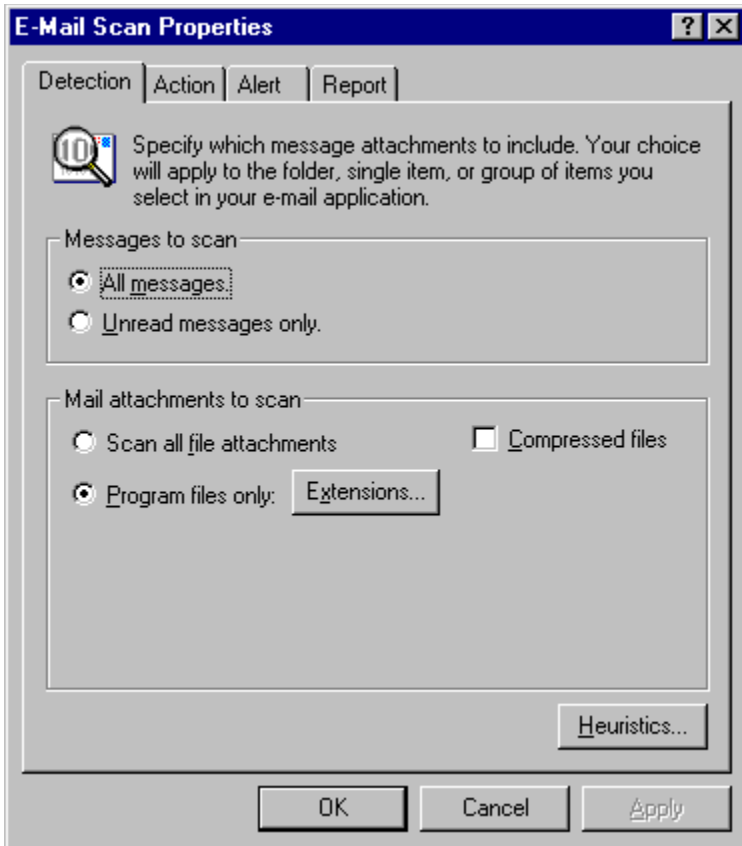 E-Mail Scan Properties
Detection Action Alert Report
10
Specify which message attachments to include. Your choice
will apply to the folder, single item, or group of items you
select in your e-mail application.
Messages to scan
All messages.
Unread messages only.
Mail attachments to scan
Scan all file attachments Compressed files
Program files only: Extensions...
Heuristics...
OK Cancel Apply